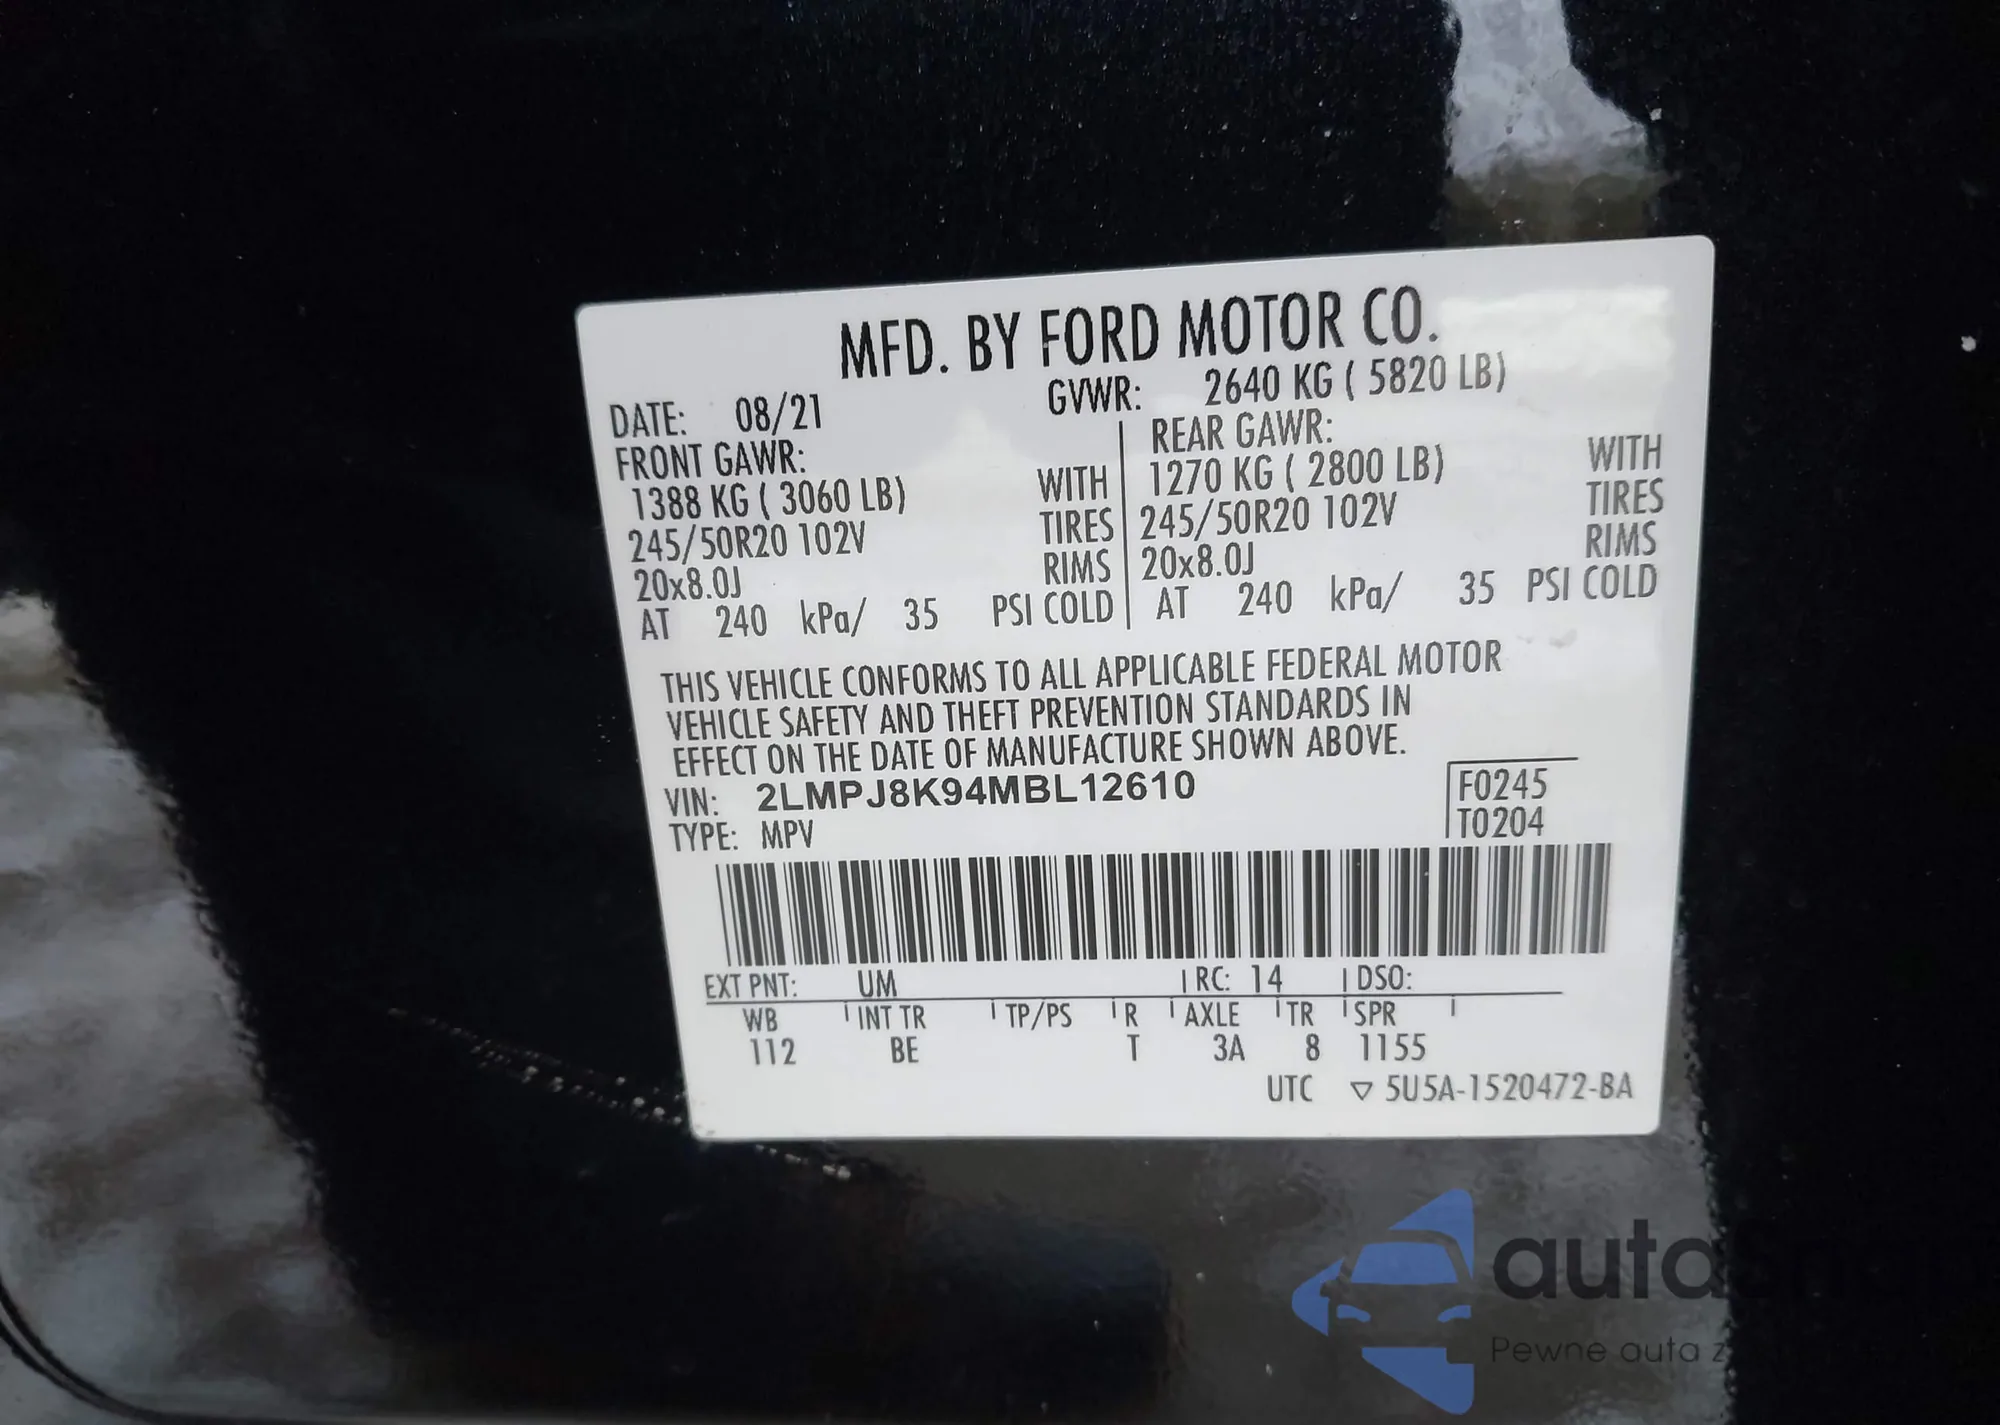 MFD. BY FORD MOTOR CO.
DATE: 08/21 GVWR: 2640 KG ( 5820 LB)
FRONT GAWR: REAR GAWR:
1388 KG ( 3060 LB) WITH 1270 KG ( 2800 LB) WITH
245/50R20 102V TIRES 245/50R20 102V TIRES
20x8.0J RIMS 20x8.0J RIMS
AT 240 kPa/ 35 PSI COLD AT 240 kPa/ 35 PSI COLD
THIS VEHICLE CONFORMS TO ALL APPLICABLE FEDERAL MOTOR
VEHICLE SAFETY AND THEFT PREVENTION STANDARDS IN
EFFECT ON THE DATE OF MANUFACTURE SHOWN ABOVE.
VIN: 2LMPJ8K94MBL12610 F0245
TYPE: MPV T0204
EXT PNT: UM RC: 14 DSO:
WB INT TR TP/PS R AXLE TR SPR
112 BE T 3A 8 1155
UTC ▽ 5U5A-1520472-BA
Pewne auta z